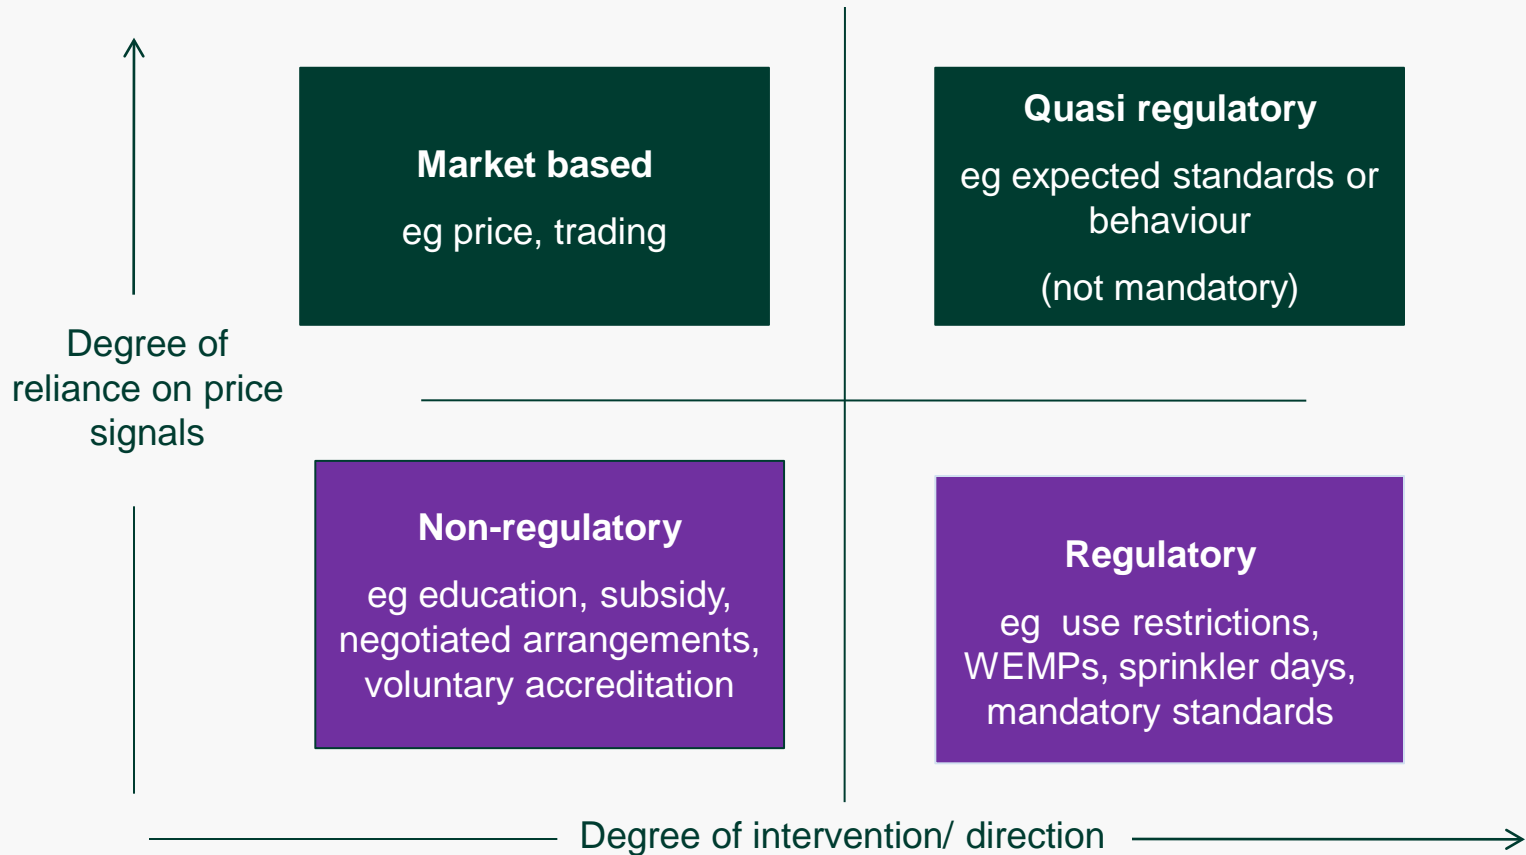 Market based
eg price, trading
Quasi regulatory
eg expected standards or
behaviour
(not mandatory)
Degree of
reliance on price
signals
Non-regulatory
eg education, subsidy,
negotiated arrangements,
voluntary accreditation
Regulatory
eg use restrictions,
WEMPs, sprinkler days,
mandatory standards
Degree of intervention/ direction